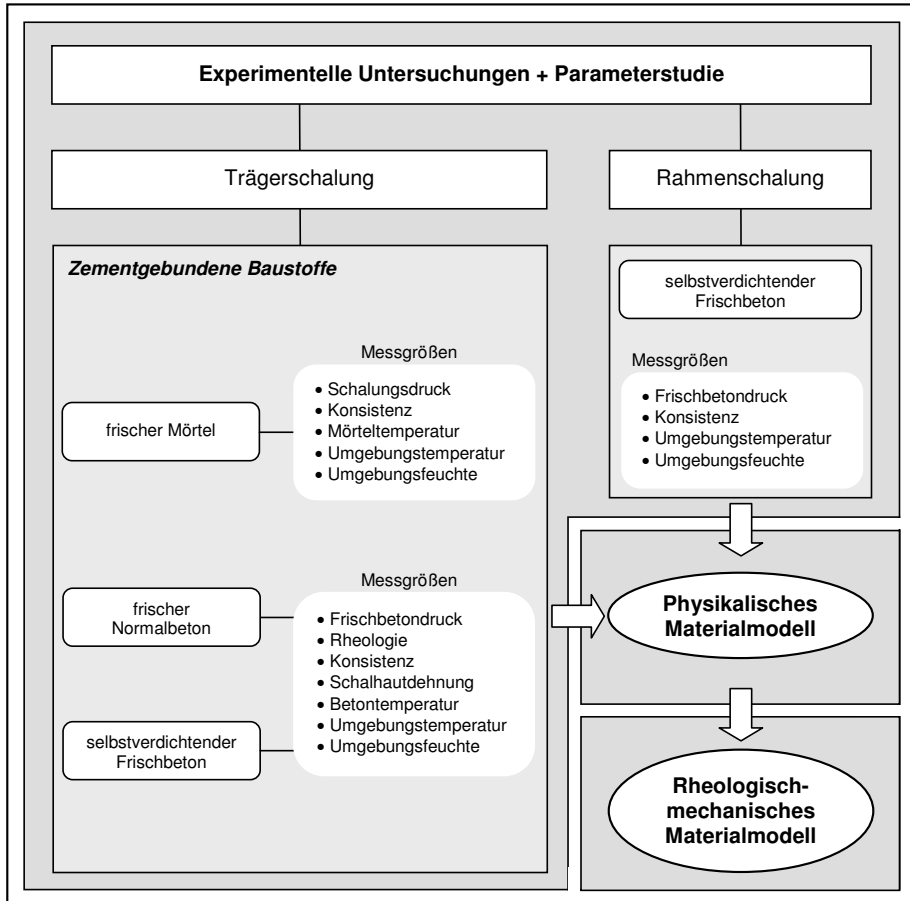 Experimentelle Untersuchungen + Parameterstudie
Trägerschalung
Zementgebundene Baustoffe
frischer Mörtel
Messgrößen
• Schalungsdruck
• Konsistenz
• Mörteltemperatur
• Umgebungstemperatur
• Umgebungsfeuchte
frischer
Normalbeton
selbstverdichtender
Frischbeton
Messgrößen
• Frischbetondruck
• Rheologie
• Konsistenz
• Schalhautdehnung
• Betontemperatur
• Umgebungstemperatur
• Umgebungsfeuchte
Rahmenschalung
selbstverdichtender
Frischbeton
Messgrößen
• Frischbetondruck
• Konsistenz
• Umgebungstemperatur
• Umgebungsfeuchte
Physikalisches
Materialmodell
Rheologisch-
mechanisches
Materialmodell